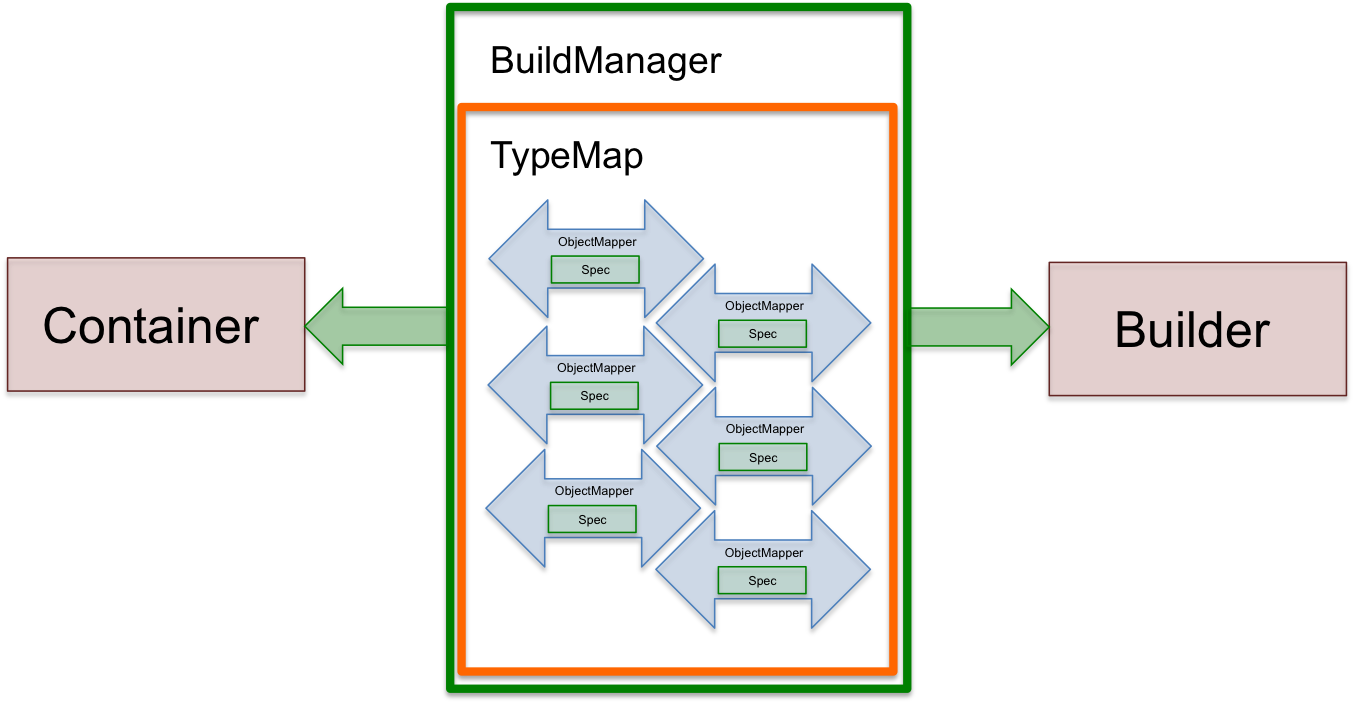 BuildManager
TypeMap
ObjectMapper
Spec
ObjectMapper
Spec
ObjectMapper
Spec
ObjectMapper
Spec
ObjectMapper
Spec
ObjectMapper
Spec
Container
Builder